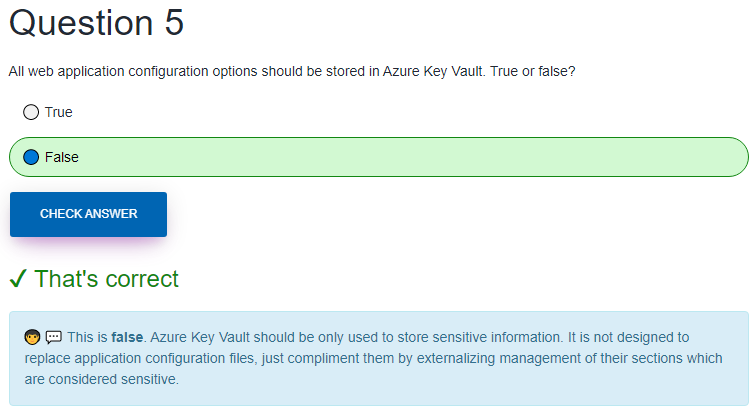 Question 5
All web application configuration options should be stored in Azure Key Vault. True or false?
True
False
CHECK ANSWER
✓ That's correct
👨 💬 This is false. Azure Key Vault should be only used to store sensitive information. It is not designed to
replace application configuration files, just compliment them by externalizing management of their sections which
are considered sensitive.